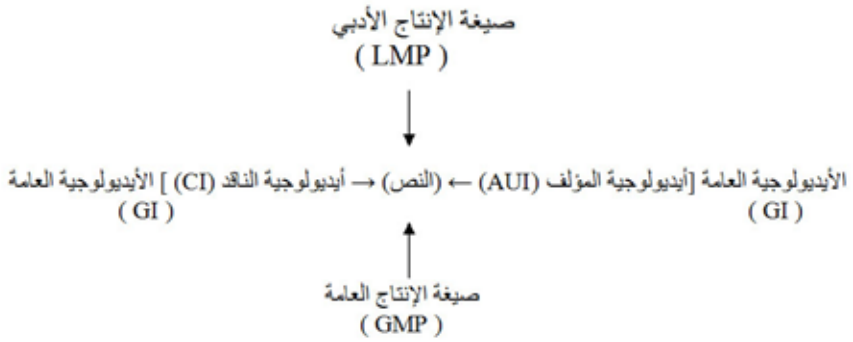 صيغة الإنتاج الأدبي
( LMP )
الأيديولوجية العامة [أيديولوجية المؤلف (AUI) ← (النص) → أيديولوجية الناقد (CI) ] الأيديولوجية العامة
( GI ) ( GI )
صيغة الإنتاج العامة
( GMP )